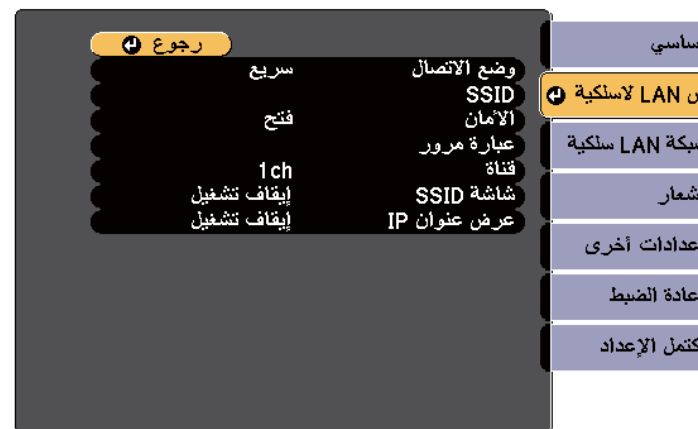 رجوع
وضع الاتصال سريع
SSID
الأمان فتح
عبارة مرور
قناة 1ch
شاشة SSID إيقاف تشغيل
عرض عنوان IP إيقاف تشغيل
LAN لاسلكية
LAN سلكية
أخرى
الضبط
الإعداد